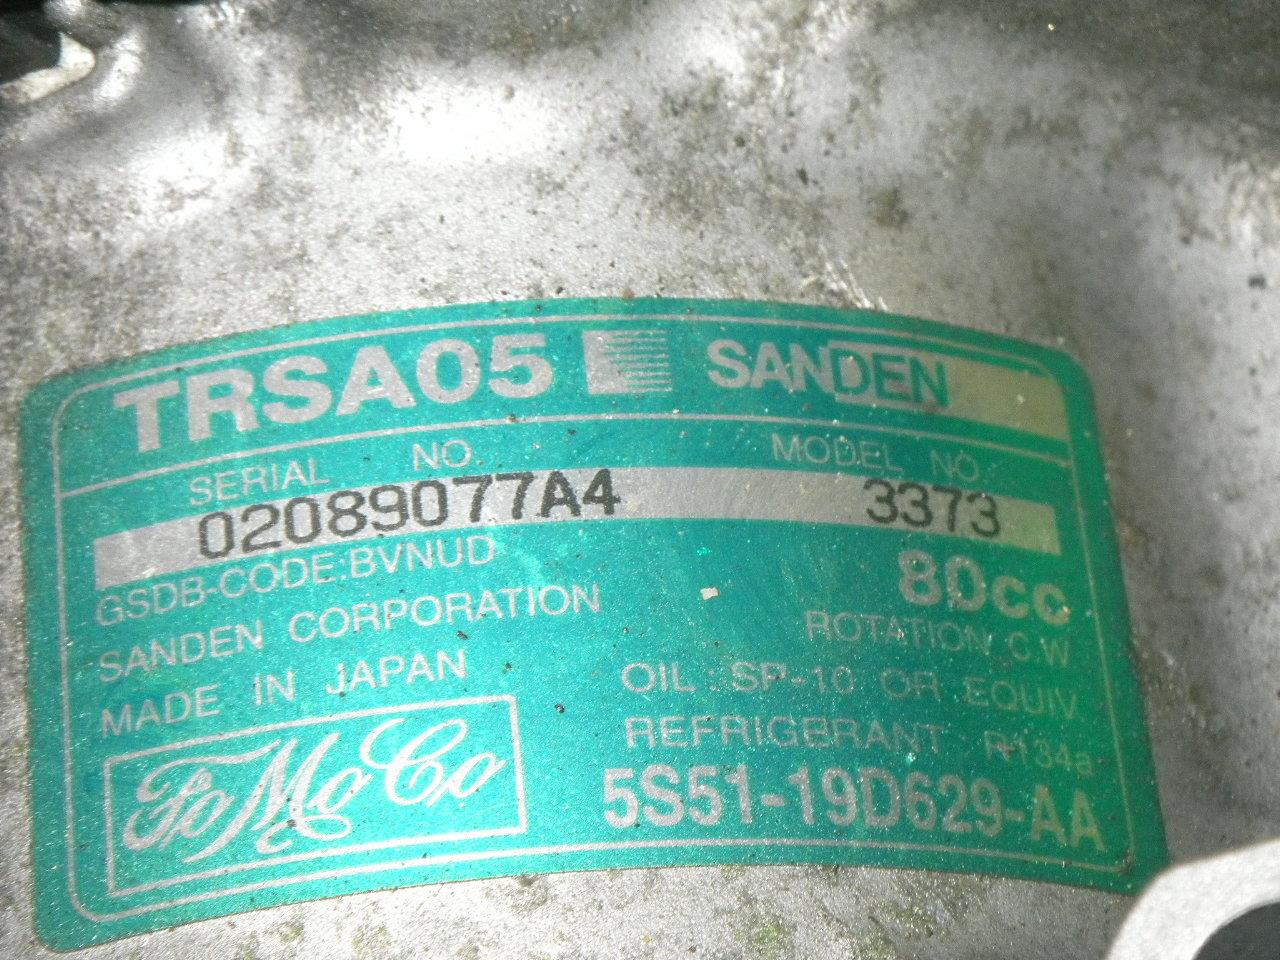 TRSA05 SANDEN
SERIAL NO. MODEL NO.
02089077A4 3373
GSDB-CODE:BVNUD 80cc
SANDEN CORPORATION ROTATION C.W
MADE IN JAPAN OIL : SP-10 OR EQUIV
REFRIGERANT R134a
FoMoCo 5S51-19D629-AA